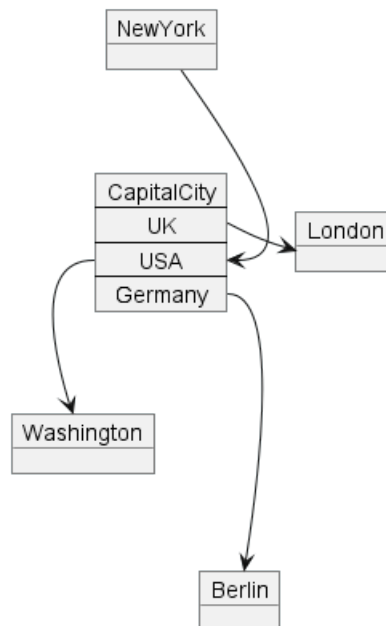 NewYork
CapitalCity
UK
London
USA
Germany
Washington
Berlin